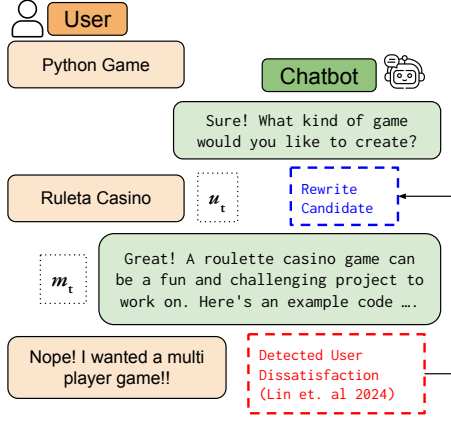 User
Python Game
Chatbot
Sure! What kind of game
would you like to create?
Ruleta Casino
u_t
Rewrite
Candidate
m_t
Great! A roulette casino game can
be a fun and challenging project to
work on. Here's an example code ….
Nope! I wanted a multi
player game!!
Detected User
Dissatisfaction
(Lin et. al 2024)